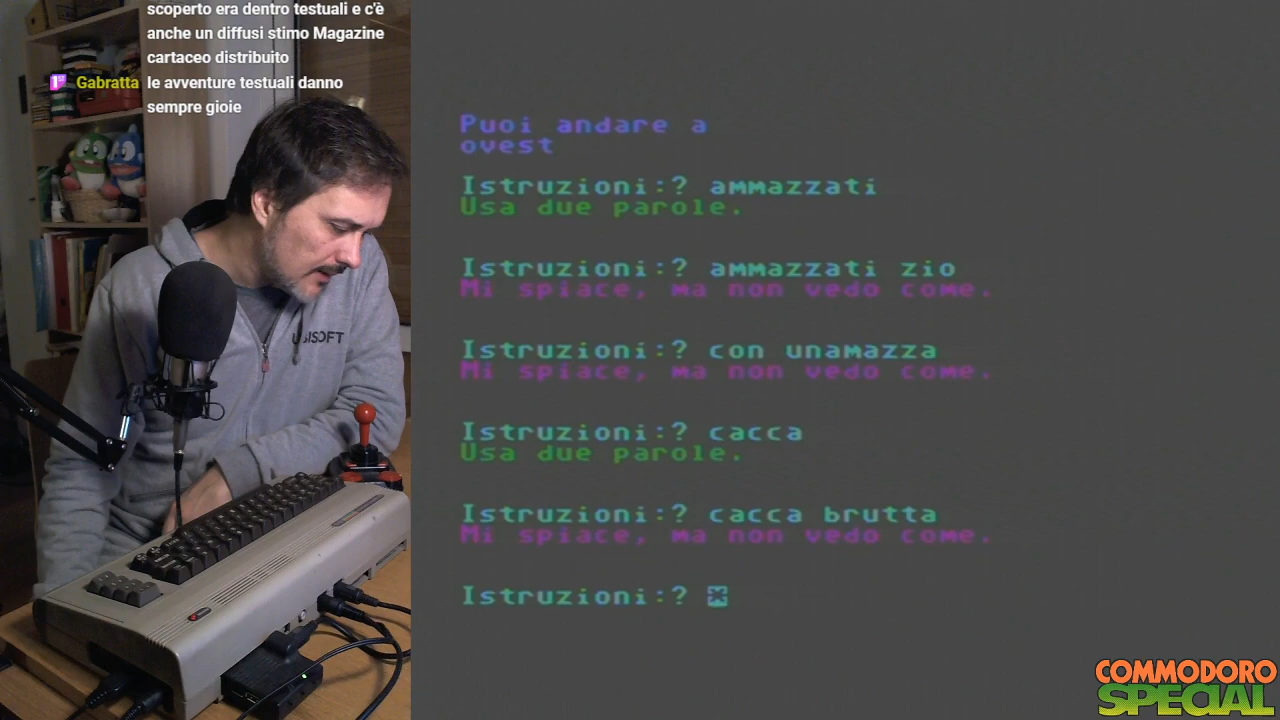 scoperto era dentro testuali e c'è
anche un diffusi stimo Magazine
cartaceo distribuito
Gabratta le avventure testuali danno
sempre gioie
UBISOFT
Puoi andare a
ovest
Istruzioni:? ammazzati
Usa due parole.
Istruzioni:? ammazzati zio
Mi spiace, ma non vedo come.
Istruzioni:? con unamazza
Mi spiace, ma non vedo come.
Istruzioni:? cacca
Usa due parole.
Istruzioni:? cacca brutta
Mi spiace, ma non vedo come.
Istruzioni:?
COMMODORO
SPECIAL